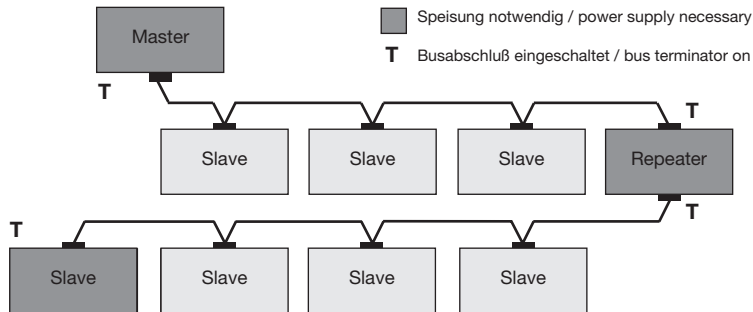 Speisung notwendig / power supply necessary
Master
T Busabschluß eingeschaltet / bus terminator on
T
T
Slave Slave Slave Repeater
T
T
Slave Slave Slave Slave